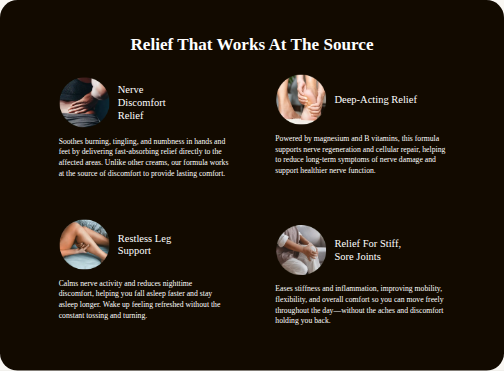 Relief That Works At The Source
Nerve
Discomfort
Relief
Soothes burning, tingling, and numbness in hands and
feet by delivering fast-absorbing relief directly to the
affected areas. Unlike other creams, our formula works
at the source of discomfort to provide lasting comfort.
Deep-Acting Relief
Powered by magnesium and B vitamins, this formula
supports nerve regeneration and cellular repair, helping
to reduce long-term symptoms of nerve damage and
support healthier nerve function.
Restless Leg
Support
Calms nerve activity and reduces nighttime
discomfort, helping you fall asleep faster and stay
asleep longer. Wake up feeling refreshed without the
constant tossing and turning.
Relief For Stiff,
Sore Joints
Eases stiffness and inflammation, improving mobility,
flexibility, and overall comfort so you can move freely
throughout the day—without the aches and discomfort
holding you back.